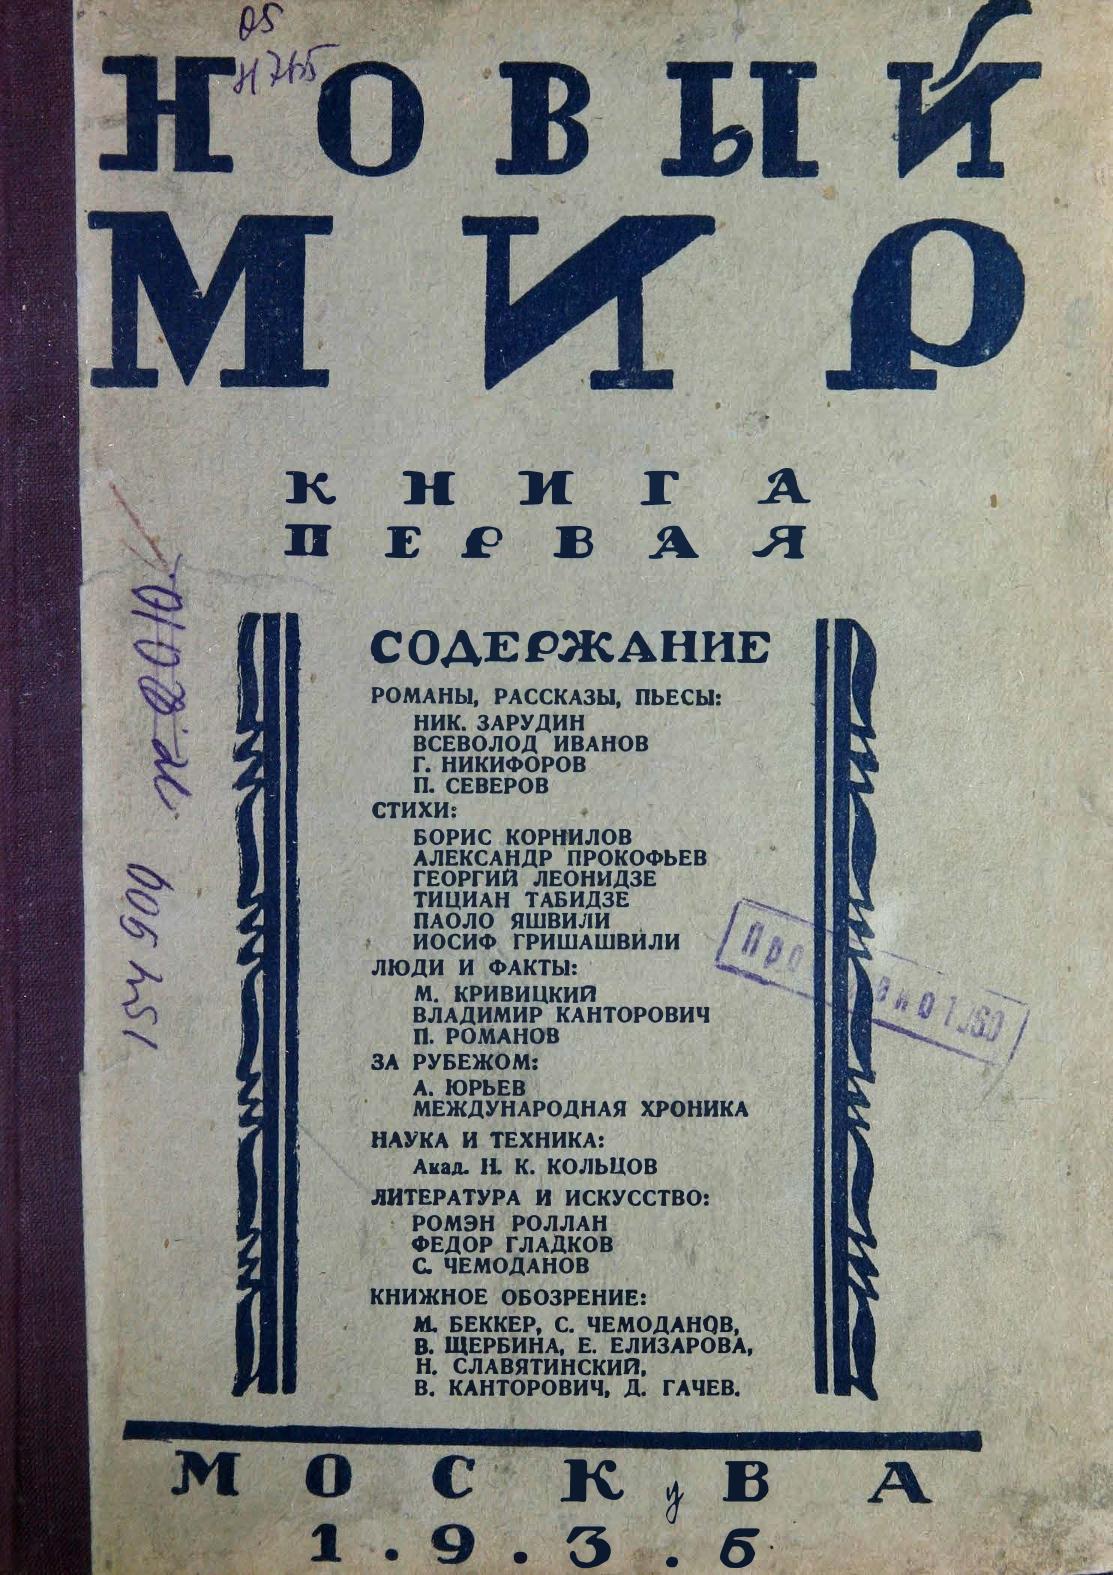 05
Н 765
НОВЫЙ
МИР
КНИГА
ПЕРВАЯ
СОДЕРЖАНИЕ
РОМАНЫ, РАССКАЗЫ, ПЬЕСЫ:
НИК. ЗАРУДИН
ВСЕВОЛОД ИВАНОВ
Г. НИКИФОРОВ
П. СЕВЕРОВ
СТИХИ:
БОРИС КОРНИЛОВ
АЛЕКСАНДР ПРОКОФЬЕВ
ГЕОРГИЙ ЛЕОНИДЗЕ
ТИЦИАН ТАБИДЗЕ
ПАОЛО ЯШВИЛИ
ИОСИФ ГРИШАШВИЛИ
ЛЮДИ И ФАКТЫ:
М. КРИВИЦКИЙ
ВЛАДИМИР КАНТОРОВИЧ
П. РОМАНОВ
ЗА РУБЕЖОМ:
А. ЮРЬЕВ
МЕЖДУНАРОДНАЯ ХРОНИКА
НАУКА И ТЕХНИКА:
Акад. Н. К. КОЛЬЦОВ
ЛИТЕРАТУРА И ИСКУССТВО:
РОМЭН РОЛЛАН
ФЕДОР ГЛАДКОВ
С. ЧЕМОДАНОВ
КНИЖНОЕ ОБОЗРЕНИЕ:
М. БЕККЕР, С. ЧЕМОДАНОВ,
В. ЩЕРБИНА, Е. ЕЛИЗАРОВА,
Н. СЛАВЯТИНСКИЙ,
В. КАНТОРОВИЧ, Д. ГАЧЕВ.
МОСКВА
1.9.3.6